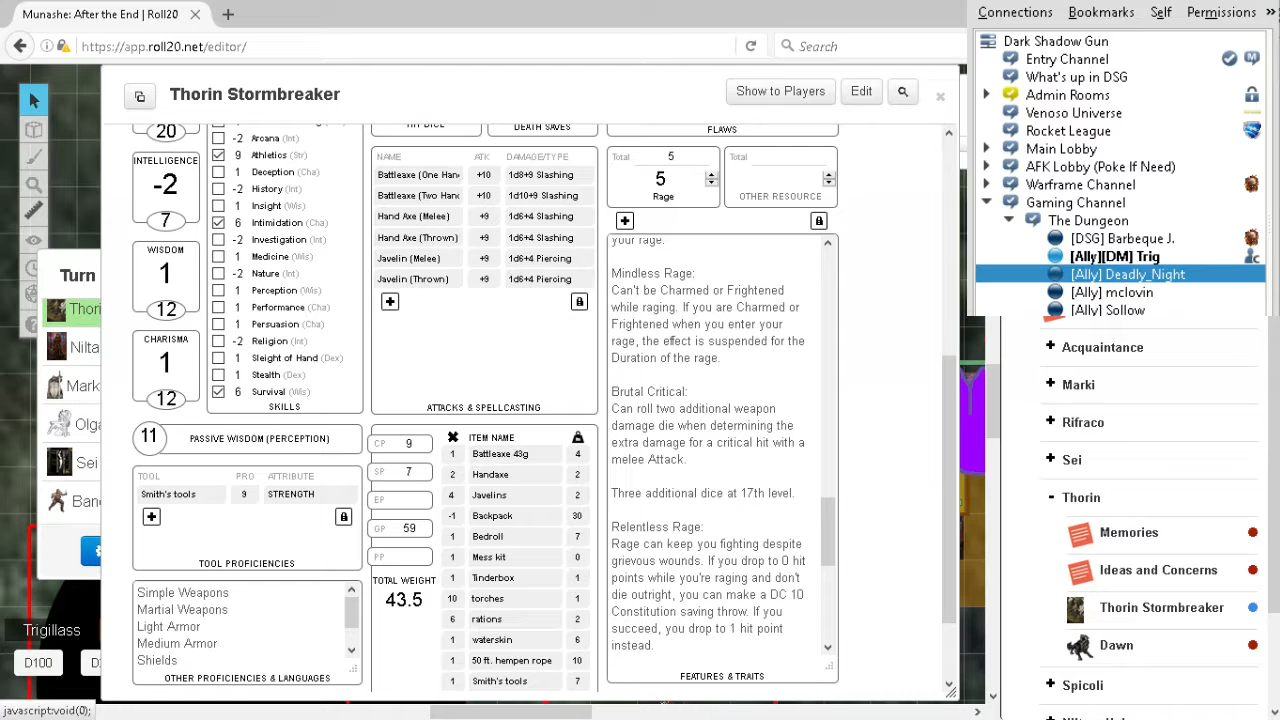 Munashe: After the End | Roll20
https://app.roll20.net/editor/
Search
Connections Bookmarks Self Permissions »
Dark Shadow Gun
Entry Channel
What's up in DSG
Admin Rooms
Venoso Universe
Rocket League
Main Lobby
AFK Lobby (Poke If Need)
Warframe Channel
Gaming Channel
The Dungeon
[DSG] Barbeque J.
[Ally][DM] Trig
[Ally] Deadly_Night
[Ally] mclovin
[Ally] Sollow
Acquaintance
Marki
Rifraco
Sei
Thorin
Memories
Ideas and Concerns
Thorin Stormbreaker
Dawn
Spicoli
Thorin Stormbreaker
Show to Players
Edit
20
INTELLIGENCE
-2
7
WISDOM
1
12
CHARISMA
1
12
-2 Arcana (Int)
9 Athletics (Str)
1 Deception (Cha)
-2 History (Int)
1 Insight (Wis)
6 Intimidation (Cha)
-2 Investigation (Int)
1 Medicine (Wis)
-2 Nature (Int)
1 Perception (Wis)
1 Performance (Cha)
1 Persuasion (Cha)
-2 Religion (Int)
1 Sleight of Hand (Dex)
1 Stealth (Dex)
6 Survival (Wis)
SKILLS
11 PASSIVE WISDOM (PERCEPTION)
TOOL PRO ATTRIBUTE
Smith's tools 9 STRENGTH
TOOL PROFICIENCIES
Simple Weapons
Martial Weapons
Light Armor
Medium Armor
Shields
OTHER PROFICIENCIES & LANGUAGES
HIT DICE
DEATH SAVES
NAME ATK DAMAGE/TYPE
Battleaxe (One Han +10 1d8+9 Slashing
Battleaxe (Two Han +10 1d10+9 Slashing
Hand Axe (Melee) +9 1d6+4 Slashing
Hand Axe (Thrown) +9 1d6+4 Slashing
Javelin (Melee) +9 1d6+4 Piercing
Javelin (Thrown) +9 1d6+4 Piercing
ATTACKS & SPELLCASTING
CP 9
SP 7
EP
GP 59
PP
TOTAL WEIGHT
43.5
ITEM NAME
1 Battleaxe 43g 4
2 Handaxe 2
4 Javelins 2
-1 Backpack 30
1 Bedroll 7
1 Mess kit 0
1 Tinderbox 1
10 torches 1
6 rations 2
1 waterskin 6
1 50 ft. hempen rope 10
1 Smith's tools 7
FLAWS
Total 5
5
Rage
Total
OTHER RESOURCE
your rage.
Mindless Rage:
Can't be Charmed or Frightened
while raging. If you are Charmed or
Frightened when you enter your
rage, the effect is suspended for the
Duration of the rage.
Brutal Critical:
Can roll two additional weapon
damage die when determining the
extra damage for a critical hit with a
melee Attack.
Three additional dice at 17th level.
Relentless Rage:
Rage can keep you fighting despite
grievous wounds. If you drop to 0 hit
points while you're raging and don't
die outright, you can make a DC 10
Constitution saving throw. If you
succeed, you drop to 1 hit point
instead.
FEATURES & TRAITS
Turn
Thori
Nilta
Mark
Olga
Sei
Banc
Trigillass
D100
D
javascript:void(0);